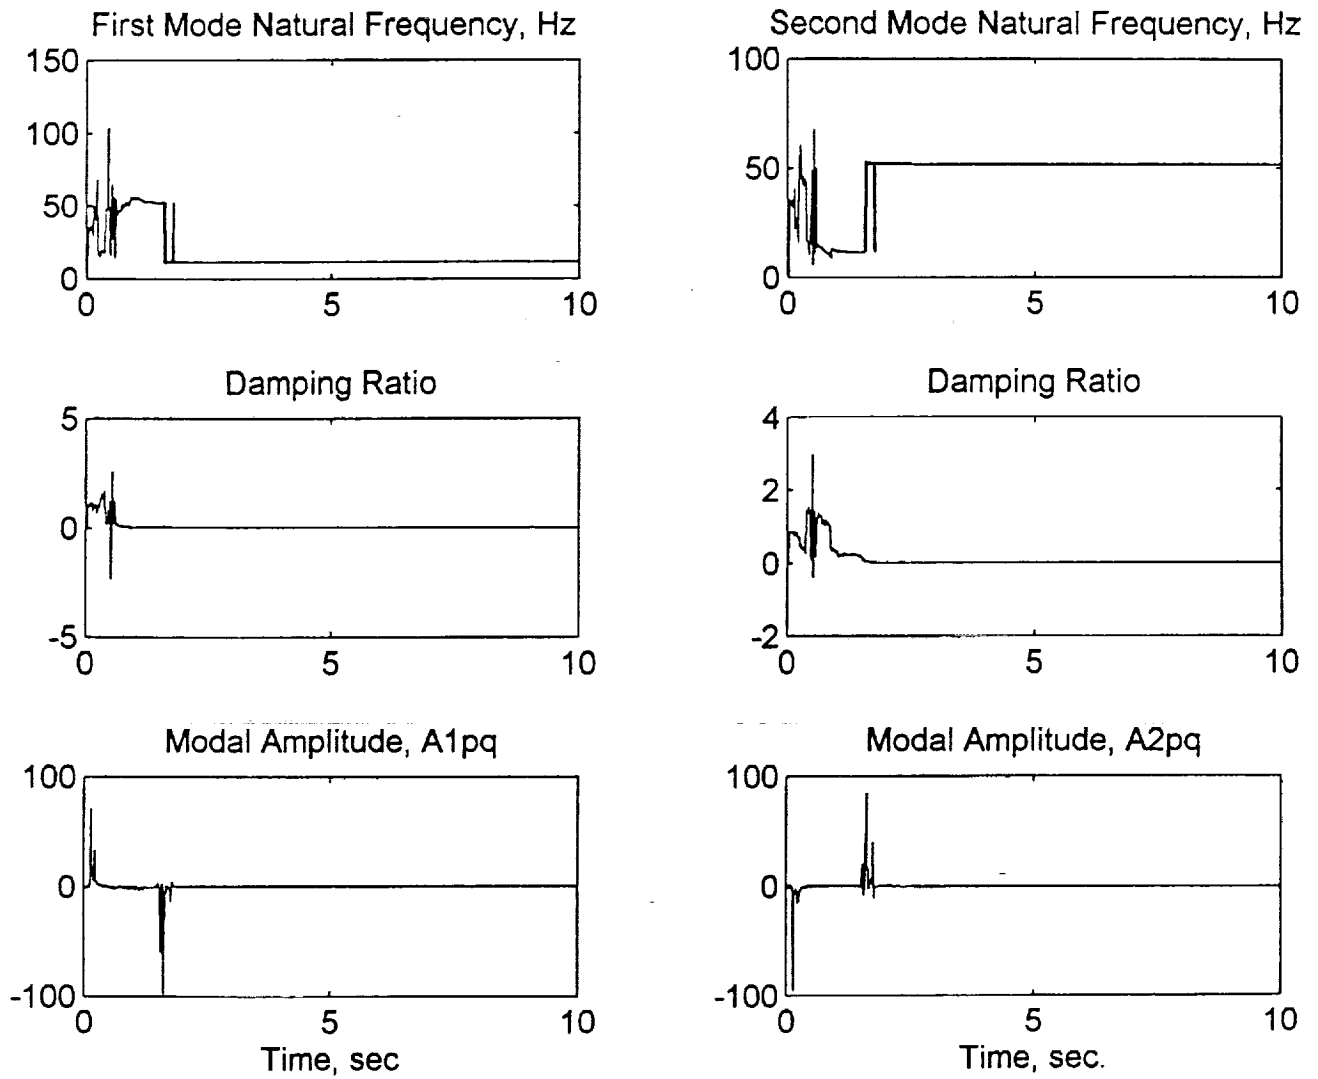 First Mode Natural Frequency, Hz
150
100
50
0
0 5 10
Second Mode Natural Frequency, Hz
100
50
0
0 5 10
Damping Ratio
5
0
-5
0 5 10
Damping Ratio
4
2
0
-2
0 5 10
Modal Amplitude, A1pq
100
0
-100
0 5 10
Time, sec
Modal Amplitude, A2pq
100
0
-100
0 5 10
Time, sec.